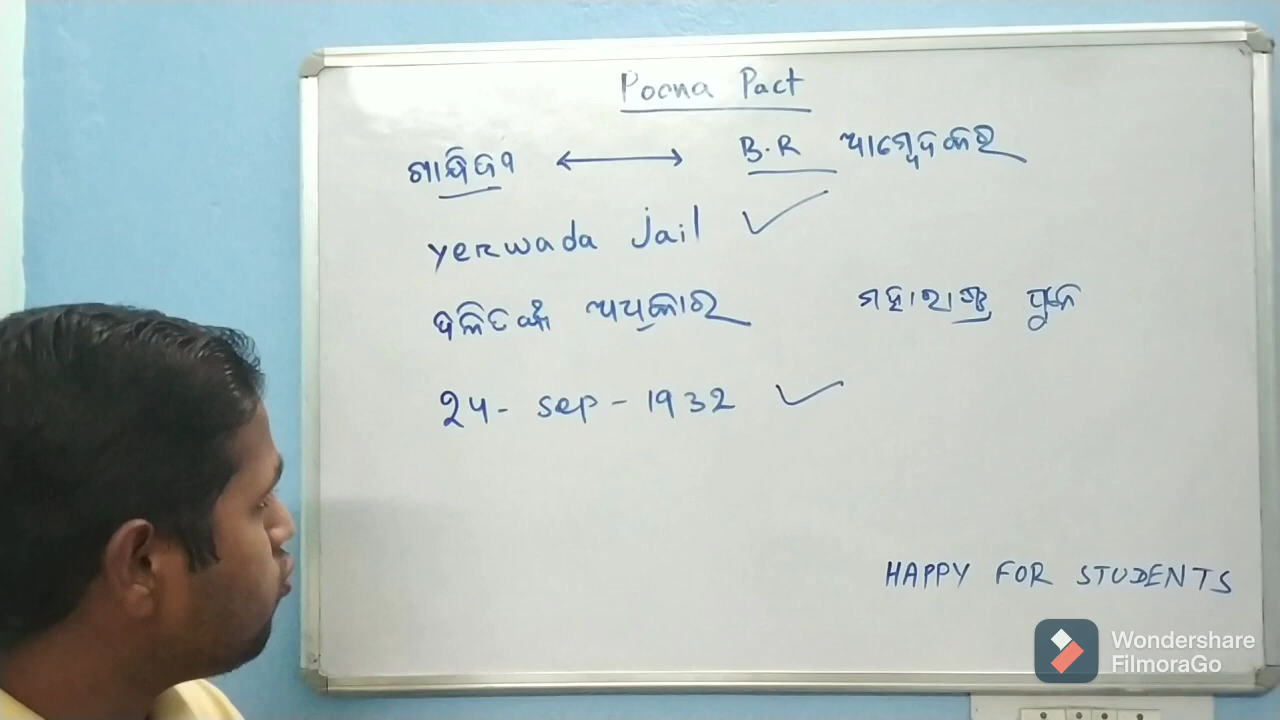 Poona Pact
ଗାନ୍ଧିଜୀ ⟷ B.R ଆମ୍ବେଦକର
Yerwada Jail ✓
ଦଳିତଙ୍କ ଅଧିକାର ମହାରାଷ୍ଟ୍ର ପୁନେ
24- Sep - 1932 ✓
HAPPY FOR STUDENTS
Wondershare
FilmoraGo